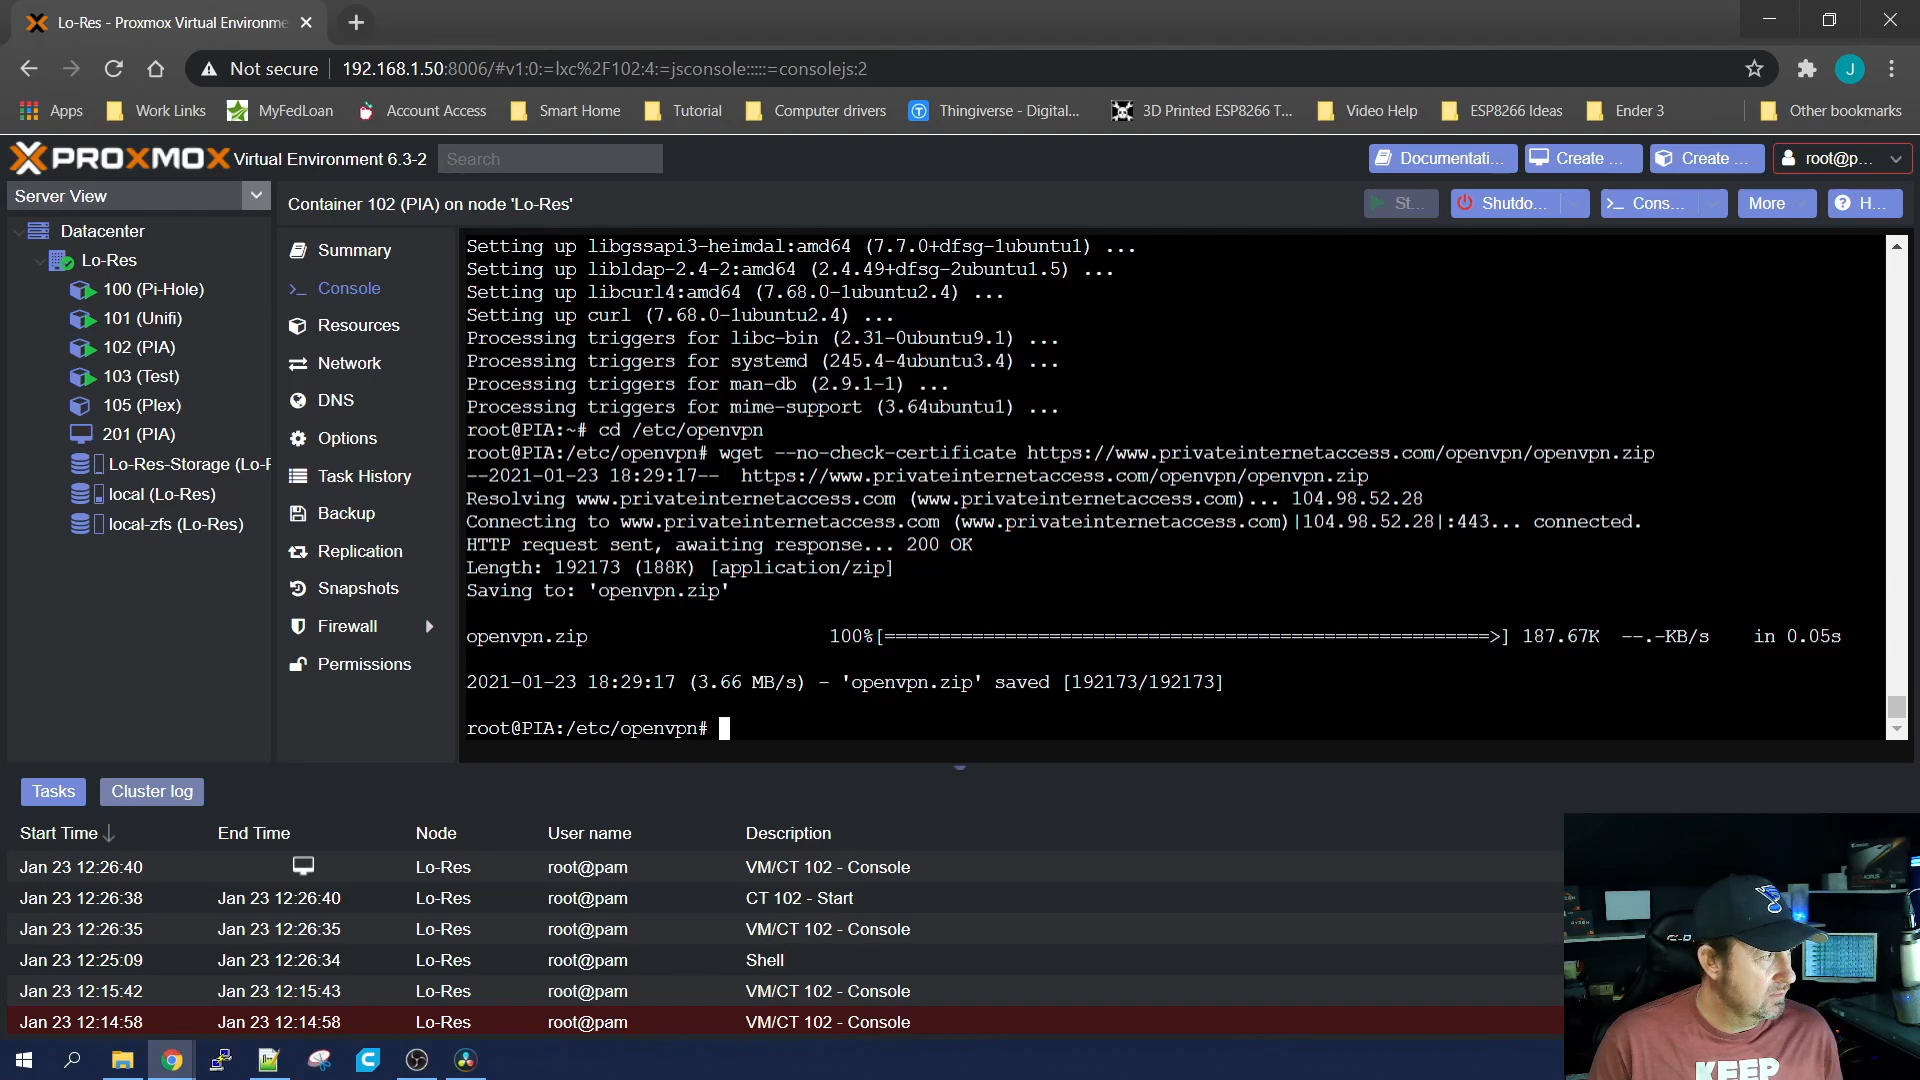 Lo-Res - Proxmox Virtual Environme
Not secure
192.168.1.50:8006/#v1:0:=lxc%2F102:4:=jsconsole:::::=consolejs:2
J
Apps
Work Links
MyFedLoan
Account Access
Smart Home
Tutorial
Computer drivers
Thingiverse - Digital...
3D Printed ESP8266 T...
Video Help
ESP8266 Ideas
Ender 3
Other bookmarks
PROXMOX Virtual Environment 6.3-2
Search
Documentati...
Create ...
Create ...
root@p...
Server View
Container 102 (PIA) on node 'Lo-Res'
St...
Shutdo...
Cons...
More
H...
Datacenter
Lo-Res
100 (Pi-Hole)
101 (Unifi)
102 (PIA)
103 (Test)
105 (Plex)
201 (PIA)
Lo-Res-Storage (Lo-R
local (Lo-Res)
local-zfs (Lo-Res)
Summary
Console
Resources
Network
DNS
Options
Task History
Backup
Replication
Snapshots
Firewall
Permissions
Setting up libgssapi3-heimdal:amd64 (7.7.0+dfsg-1ubuntu1) ...
Setting up libldap-2.4-2:amd64 (2.4.49+dfsg-2ubuntu1.5) ...
Setting up libcurl4:amd64 (7.68.0-1ubuntu2.4) ...
Setting up curl (7.68.0-1ubuntu2.4) ...
Processing triggers for libc-bin (2.31-0ubuntu9.1) ...
Processing triggers for systemd (245.4-4ubuntu3.4) ...
Processing triggers for man-db (2.9.1-1) ...
Processing triggers for mime-support (3.64ubuntu1) ...
root@PIA:~# cd /etc/openvpn
root@PIA:/etc/openvpn# wget --no-check-certificate https://www.privateinternetaccess.com/openvpn/openvpn.zip
--2021-01-23 18:29:17--  https://www.privateinternetaccess.com/openvpn/openvpn.zip
Resolving www.privateinternetaccess.com (www.privateinternetaccess.com)... 104.98.52.28
Connecting to www.privateinternetaccess.com (www.privateinternetaccess.com)|104.98.52.28|:443... connected.
HTTP request sent, awaiting response... 200 OK
Length: 192173 (188K) [application/zip]
Saving to: 'openvpn.zip'
openvpn.zip 100%[=======================================================>] 187.67K --.-KB/s in 0.05s
2021-01-23 18:29:17 (3.66 MB/s) - 'openvpn.zip' saved [192173/192173]
root@PIA:/etc/openvpn#
Tasks
Cluster log
Start Time End Time Node User name Description
Jan 23 12:26:40 Lo-Res root@pam VM/CT 102 - Console
Jan 23 12:26:38 Jan 23 12:26:40 Lo-Res root@pam CT 102 - Start
Jan 23 12:26:35 Jan 23 12:26:35 Lo-Res root@pam VM/CT 102 - Console
Jan 23 12:25:09 Jan 23 12:26:34 Lo-Res root@pam Shell
Jan 23 12:15:42 Jan 23 12:15:43 Lo-Res root@pam VM/CT 102 - Console
Jan 23 12:14:58 Jan 23 12:14:58 Lo-Res root@pam VM/CT 102 - Console
KEEP